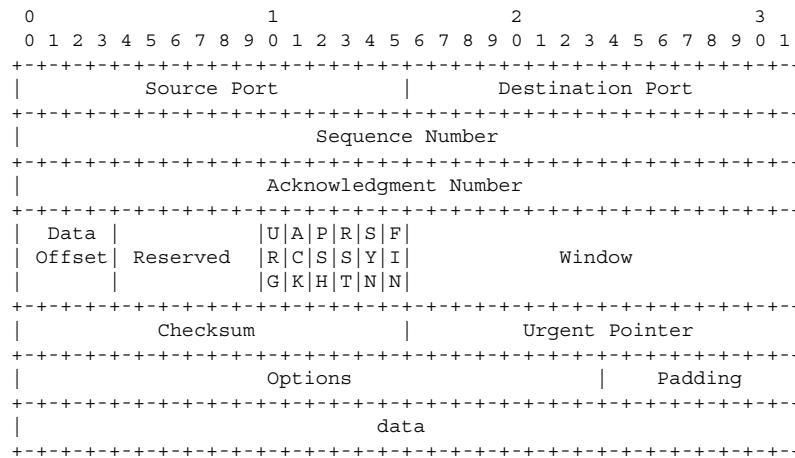 0                   1                   2                   3
0 1 2 3 4 5 6 7 8 9 0 1 2 3 4 5 6 7 8 9 0 1 2 3 4 5 6 7 8 9 0 1
Source Port | Destination Port
Sequence Number
Acknowledgment Number
| Data | |U|A|P|R|S|F|
| Offset| Reserved |R|C|S|S|Y|I| Window
| | |G|K|H|T|N|N|
Checksum | Urgent Pointer
Options | Padding
data